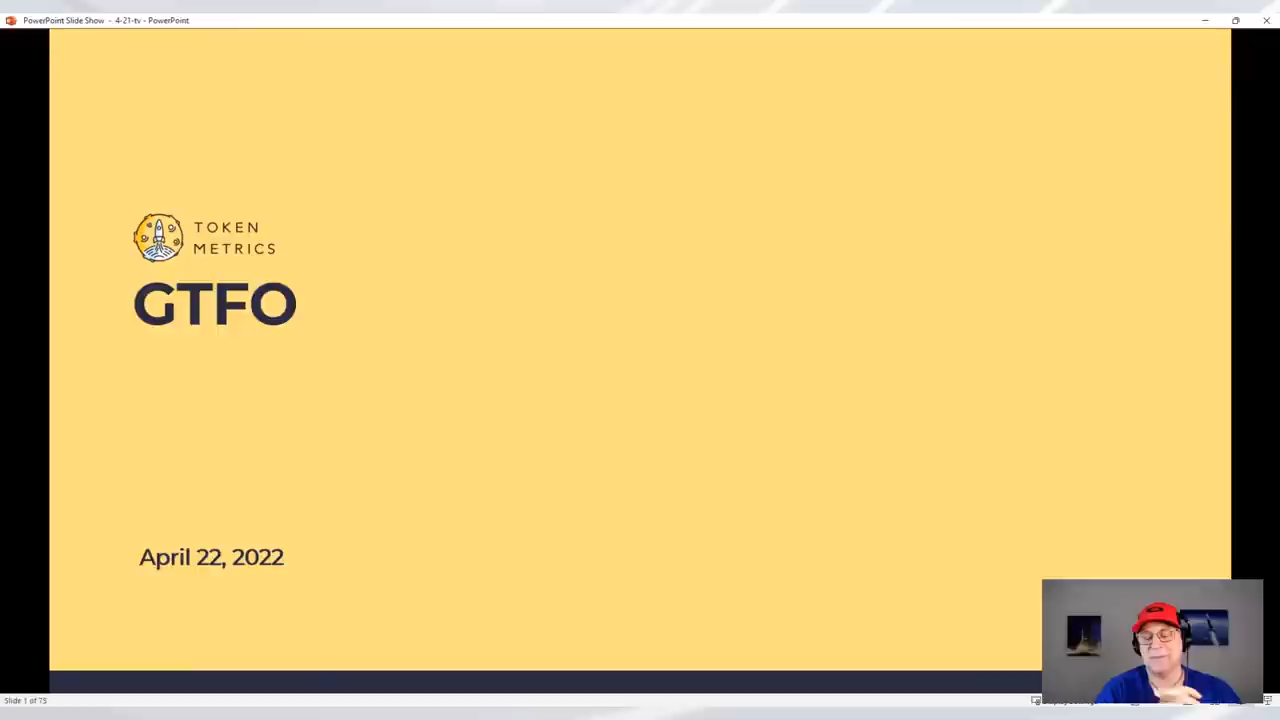 PowerPoint Slide Show - 4-21-tv - PowerPoint
TOKEN
METRICS
GTFO
April 22, 2022
Slide 1 of 75